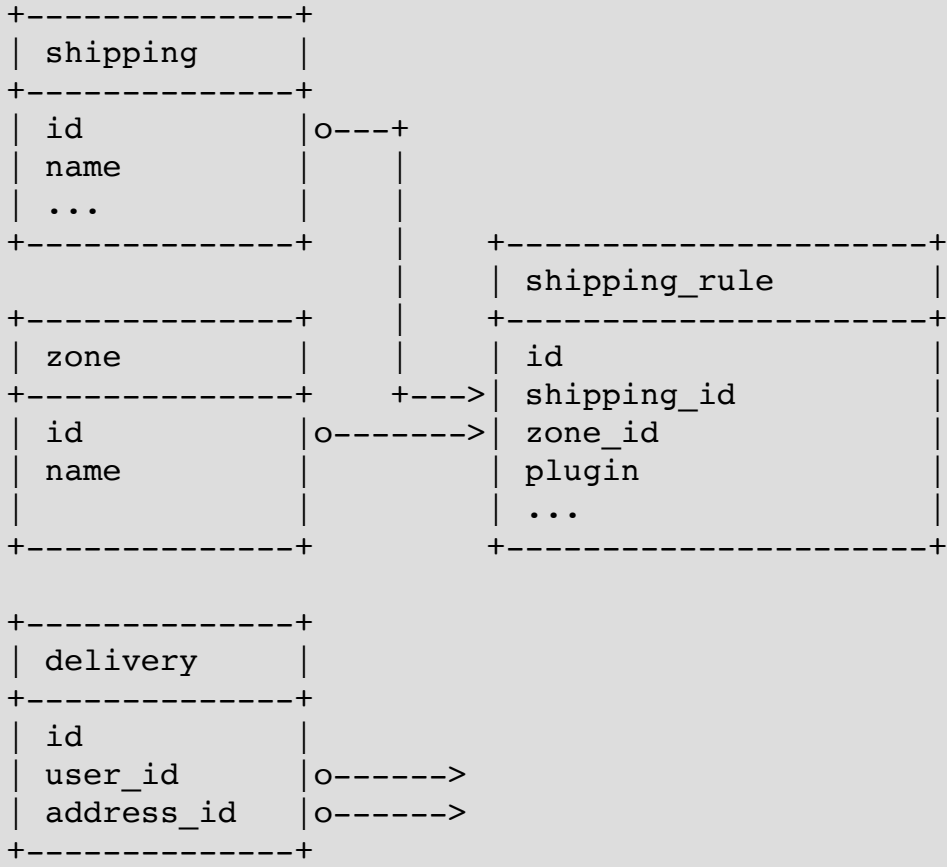 +--------------+
| shipping     |
+--------------+
| id           |o---+
| name         |    |
| ...          |    |
+--------------+    |    +----------------------+
                    |    | shipping_rule        |
+--------------+    |    +----------------------+
| zone         |    |    | id                   |
+--------------+    +--->| shipping_id          |
| id           |o------->| zone_id              |
| name         |         | plugin               |
|              |         | ...                  |
+--------------+         +----------------------+

+--------------+
| delivery     |
+--------------+
| id           |
| user_id      |o------>
| address_id   |o------>
+--------------+